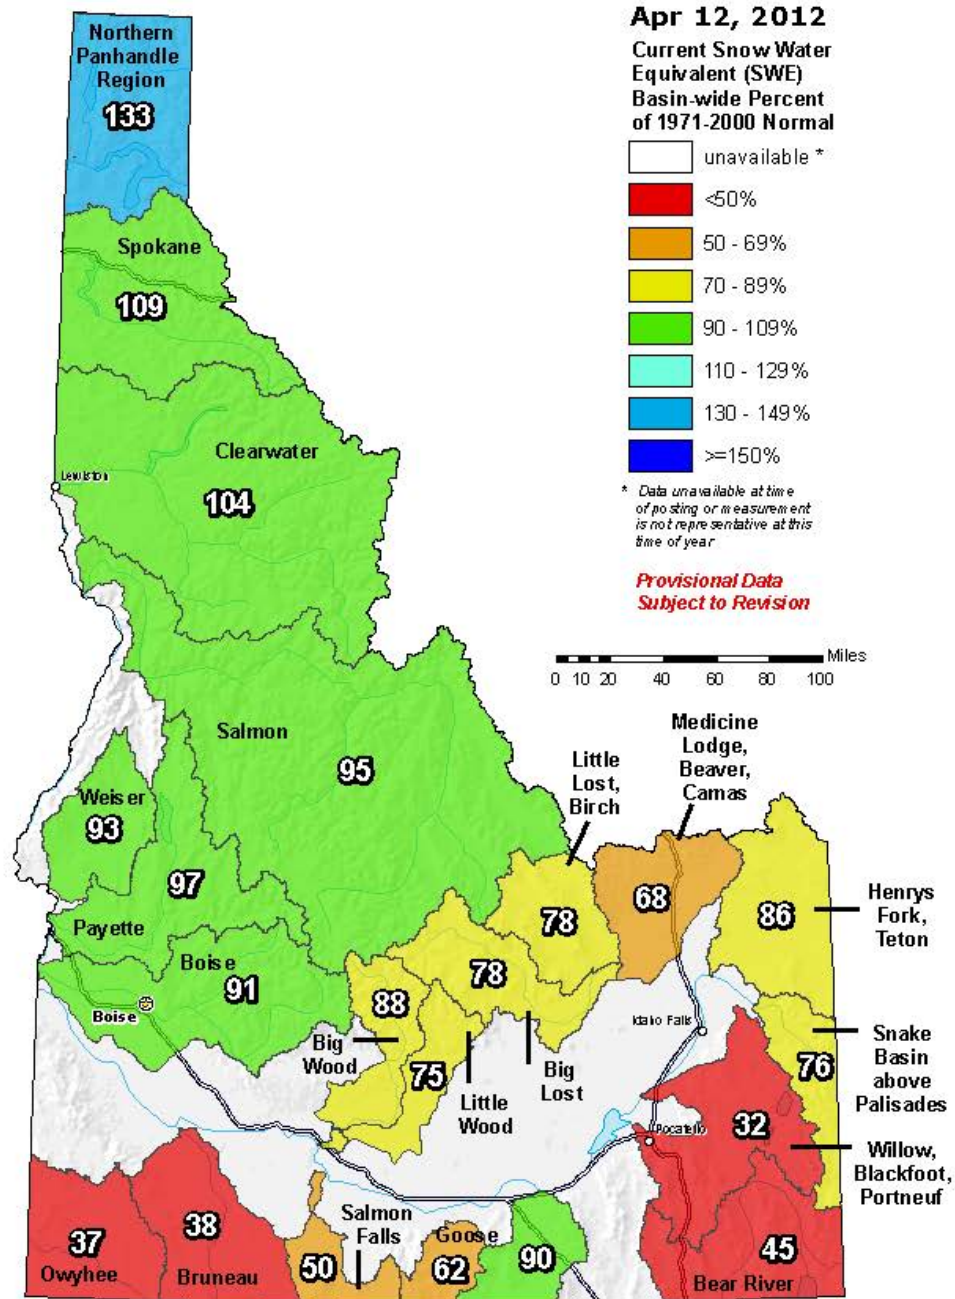 Apr 12, 2012
Current Snow Water
Equivalent (SWE)
Basin-wide Percent
of 1971-2000 Normal
unavailable *
<50%
50 - 69%
70 - 89%
90 - 109%
110 - 129%
130 - 149%
>=150%
* Data unavailable at time
of posting or measurement
is not representative at this
time of year
Provisional Data
Subject to Revision
Miles
0 10 20 40 60 80 100
Northern
Panhandle
Region
133
Spokane
109
Clearwater
104
Lewiston
Salmon
95
Weiser
93
97
Payette
Boise
91
Boise
Little
Lost,
Birch
78
Medicine
Lodge,
Beaver,
Camas
68
86
Henrys
Fork,
Teton
78
88
Big
Wood
75
Little
Wood
Big
Lost
Idaho Falls
Snake
Basin
above
Palisades
76
32
Pocatello
Willow,
Blackfoot,
Portneuf
37
Owyhee
38
Bruneau
Salmon
Falls
50
Goose
62
90
45
Bear River